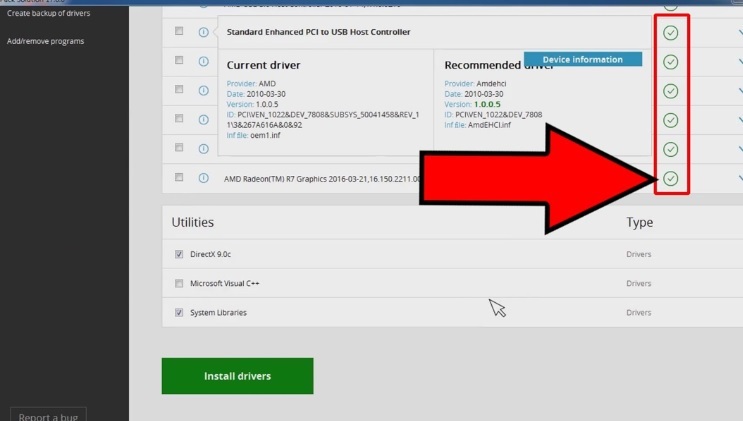 Create backup of drivers
Add/remove programs
Standard Enhanced PCI to USB Host Controller
Device information
Current driver
Provider: AMD
Date: 2010-03-30
Version: 1.0.0.5
ID: PCI\VEN_1022&DEV_7808&SUBSYS_50041458&REV_1
1\3&267A616A&0&92
Inf file: oem1.inf
Recommended driver
Provider: Amdehci
Date: 2010-03-30
Version: 1.0.0.5
ID: PCI\VEN_1022&DEV_7808
Inf file: AmdEHCI.inf
AMD Radeon(TM) R7 Graphics 2016-03-21,16.150.2211.00
Utilities
Type
DirectX 9.0c
Drivers
Microsoft Visual C++
Drivers
System Libraries
Drivers
Install drivers
Report a bug